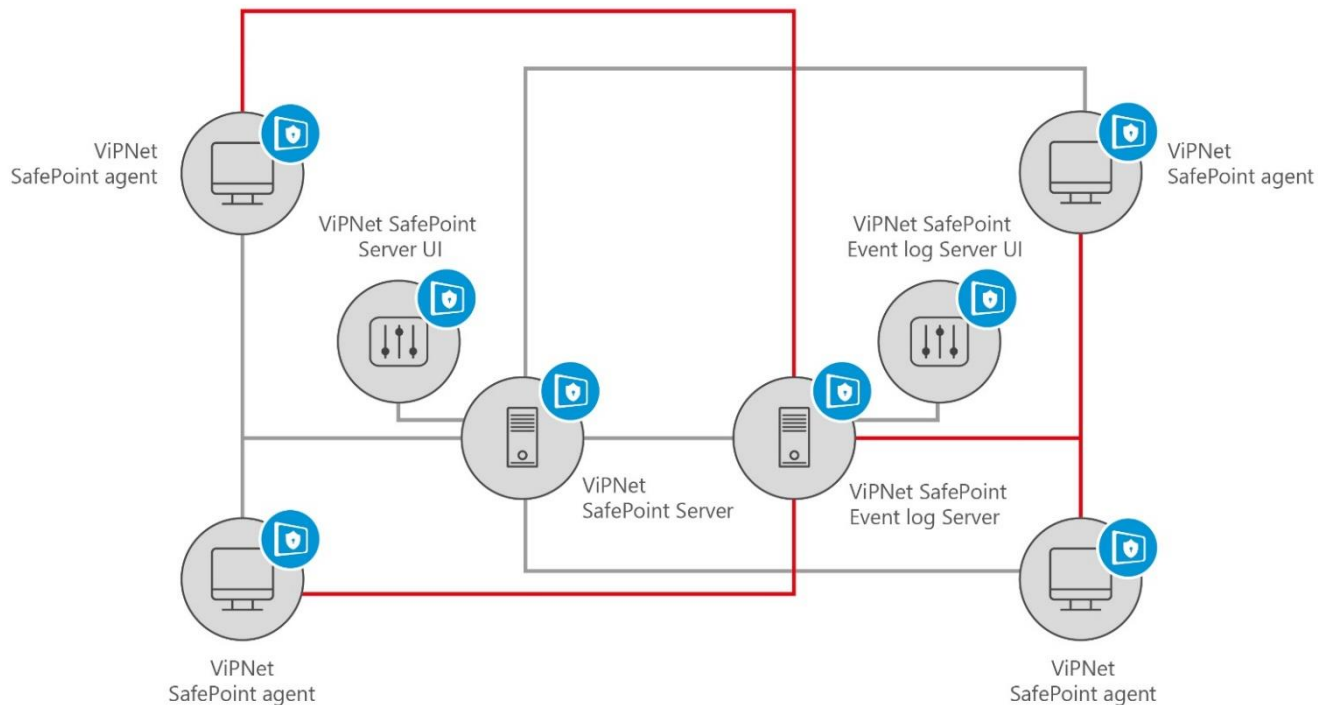 ViPNet
SafePoint agent
ViPNet
SafePoint agent
ViPNet SafePoint
Server UI
ViPNet SafePoint
Event log Server UI
ViPNet
SafePoint Server
ViPNet SafePoint
Event log Server
ViPNet
SafePoint agent
ViPNet
SafePoint agent